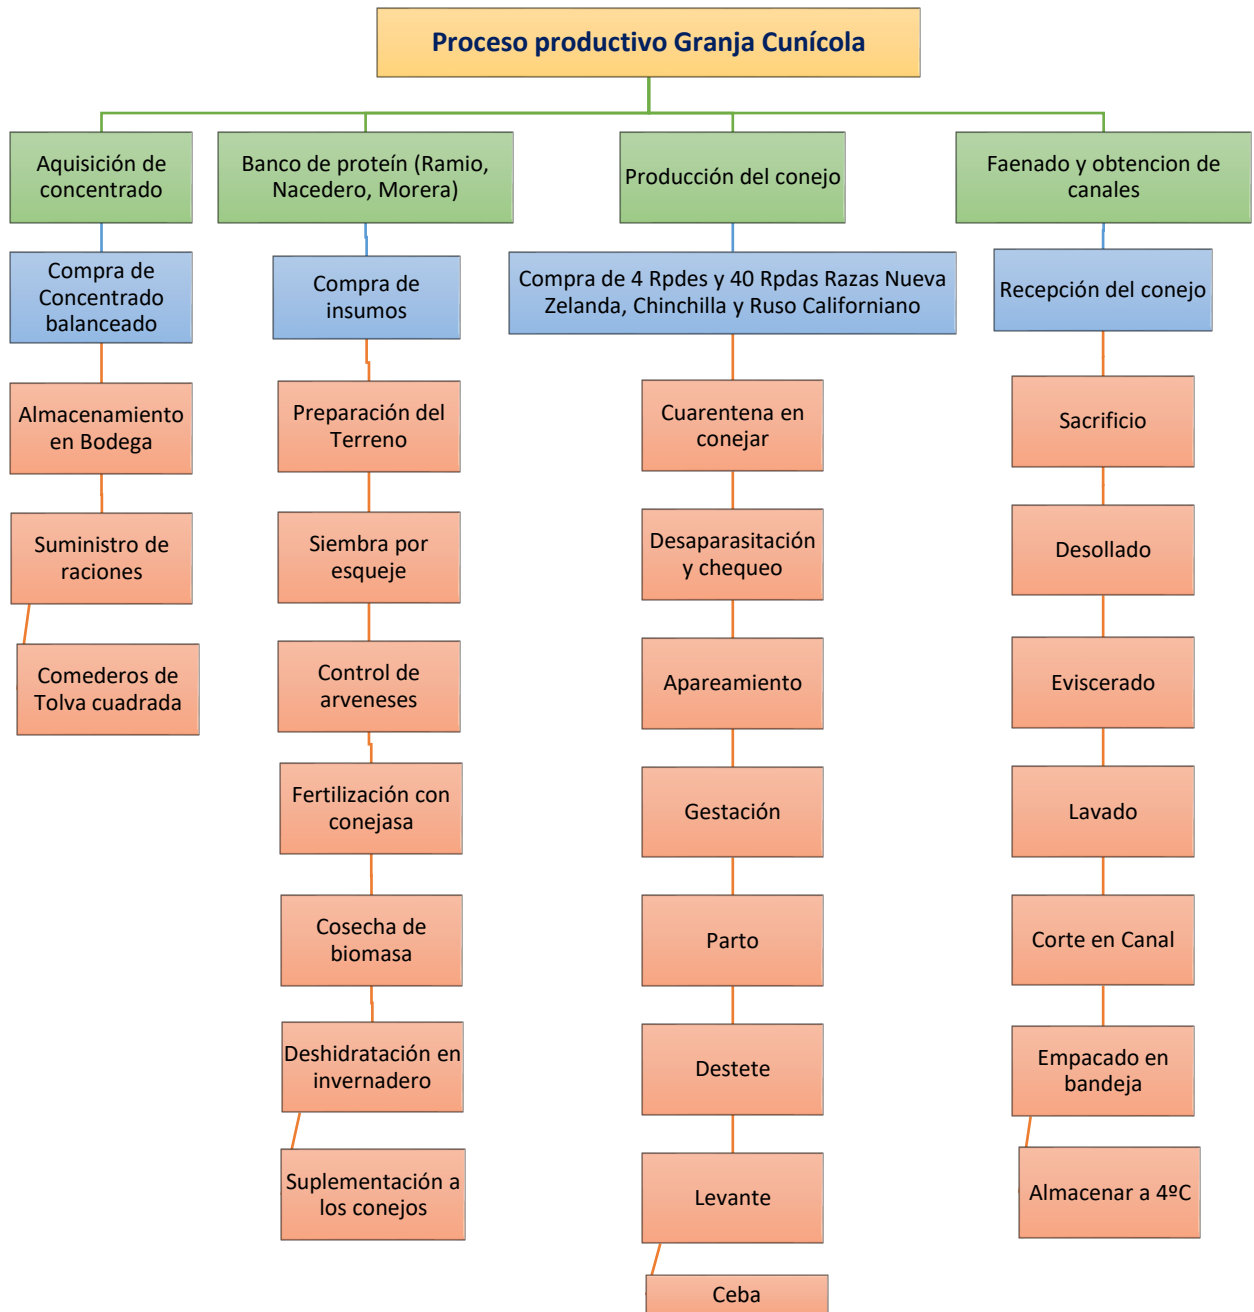 Proceso productivo Granja Cunícola
Aquisición de
concentrado
Compra de
Concentrado
balanceado
Almacenamiento
en Bodega
Suministro de
raciones
Comederos de
Tolva cuadrada
Banco de proteín (Ramio,
Nacedero, Morera)
Compra de
insumos
Preparación del
Terreno
Siembra por
esqueje
Control de
arveneses
Fertilización con
conejasa
Cosecha de
biomasa
Deshidratación en
invernadero
Suplementación a
los conejos
Producción del conejo
Compra de 4 Rpdes y 40 Rpdas Razas Nueva
Zelanda, Chinchilla y Ruso Californiano
Cuarentena en
conejar
Desaparasitación
y chequeo
Apareamiento
Gestación
Parto
Destete
Levante
Ceba
Faenado y obtencion de
canales
Recepción del conejo
Sacrificio
Desollado
Eviscerado
Lavado
Corte en Canal
Empacado en
bandeja
Almacenar a 4ºC